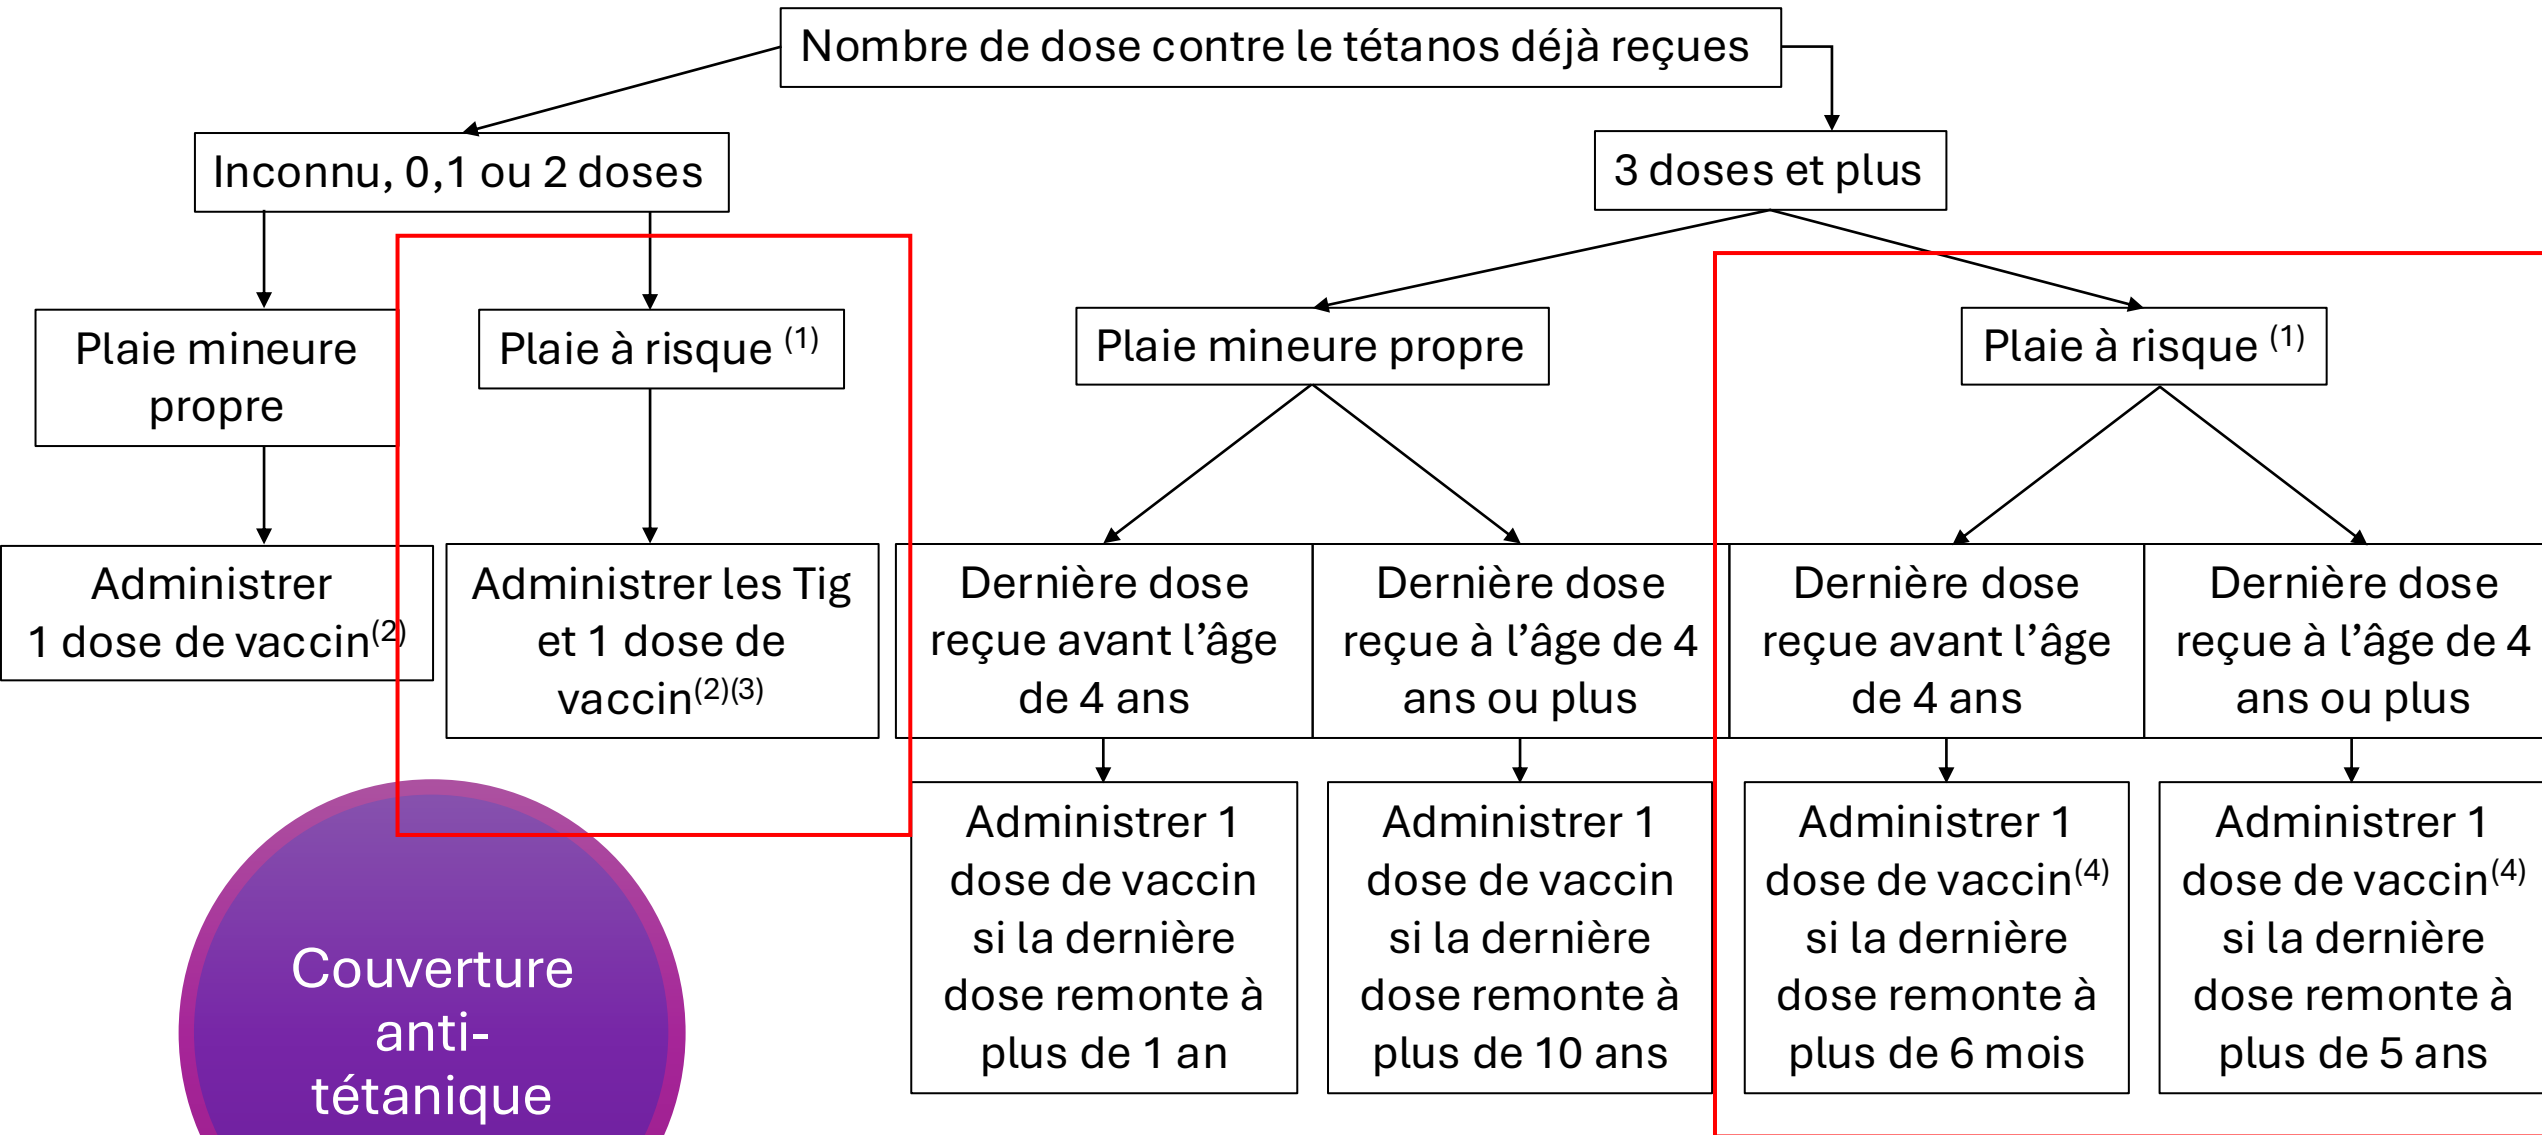 Nombre de dose contre le tétanos déjà reçues
Inconnu, 0,1 ou 2 doses
3 doses et plus
Plaie mineure
propre
Plaie à risque (1)
Plaie mineure propre
Plaie à risque (1)
Administrer
1 dose de vaccin(2)
Administrer les Tig
et 1 dose de
vaccin(2)(3)
Dernière dose
reçue avant l’âge
de 4 ans
Dernière dose
reçue à l’âge de 4
ans ou plus
Dernière dose
reçue avant l’âge
de 4 ans
Dernière dose
reçue à l’âge de 4
ans ou plus
Administrer 1
dose de vaccin
si la dernière
dose remonte à
plus de 1 an
Administrer 1
dose de vaccin
si la dernière
dose remonte à
plus de 10 ans
Administrer 1
dose de vaccin(4)
si la dernière
dose remonte à
plus de 6 mois
Administrer 1
dose de vaccin(4)
si la dernière
dose remonte à
plus de 5 ans
Couverture
anti-
tétanique